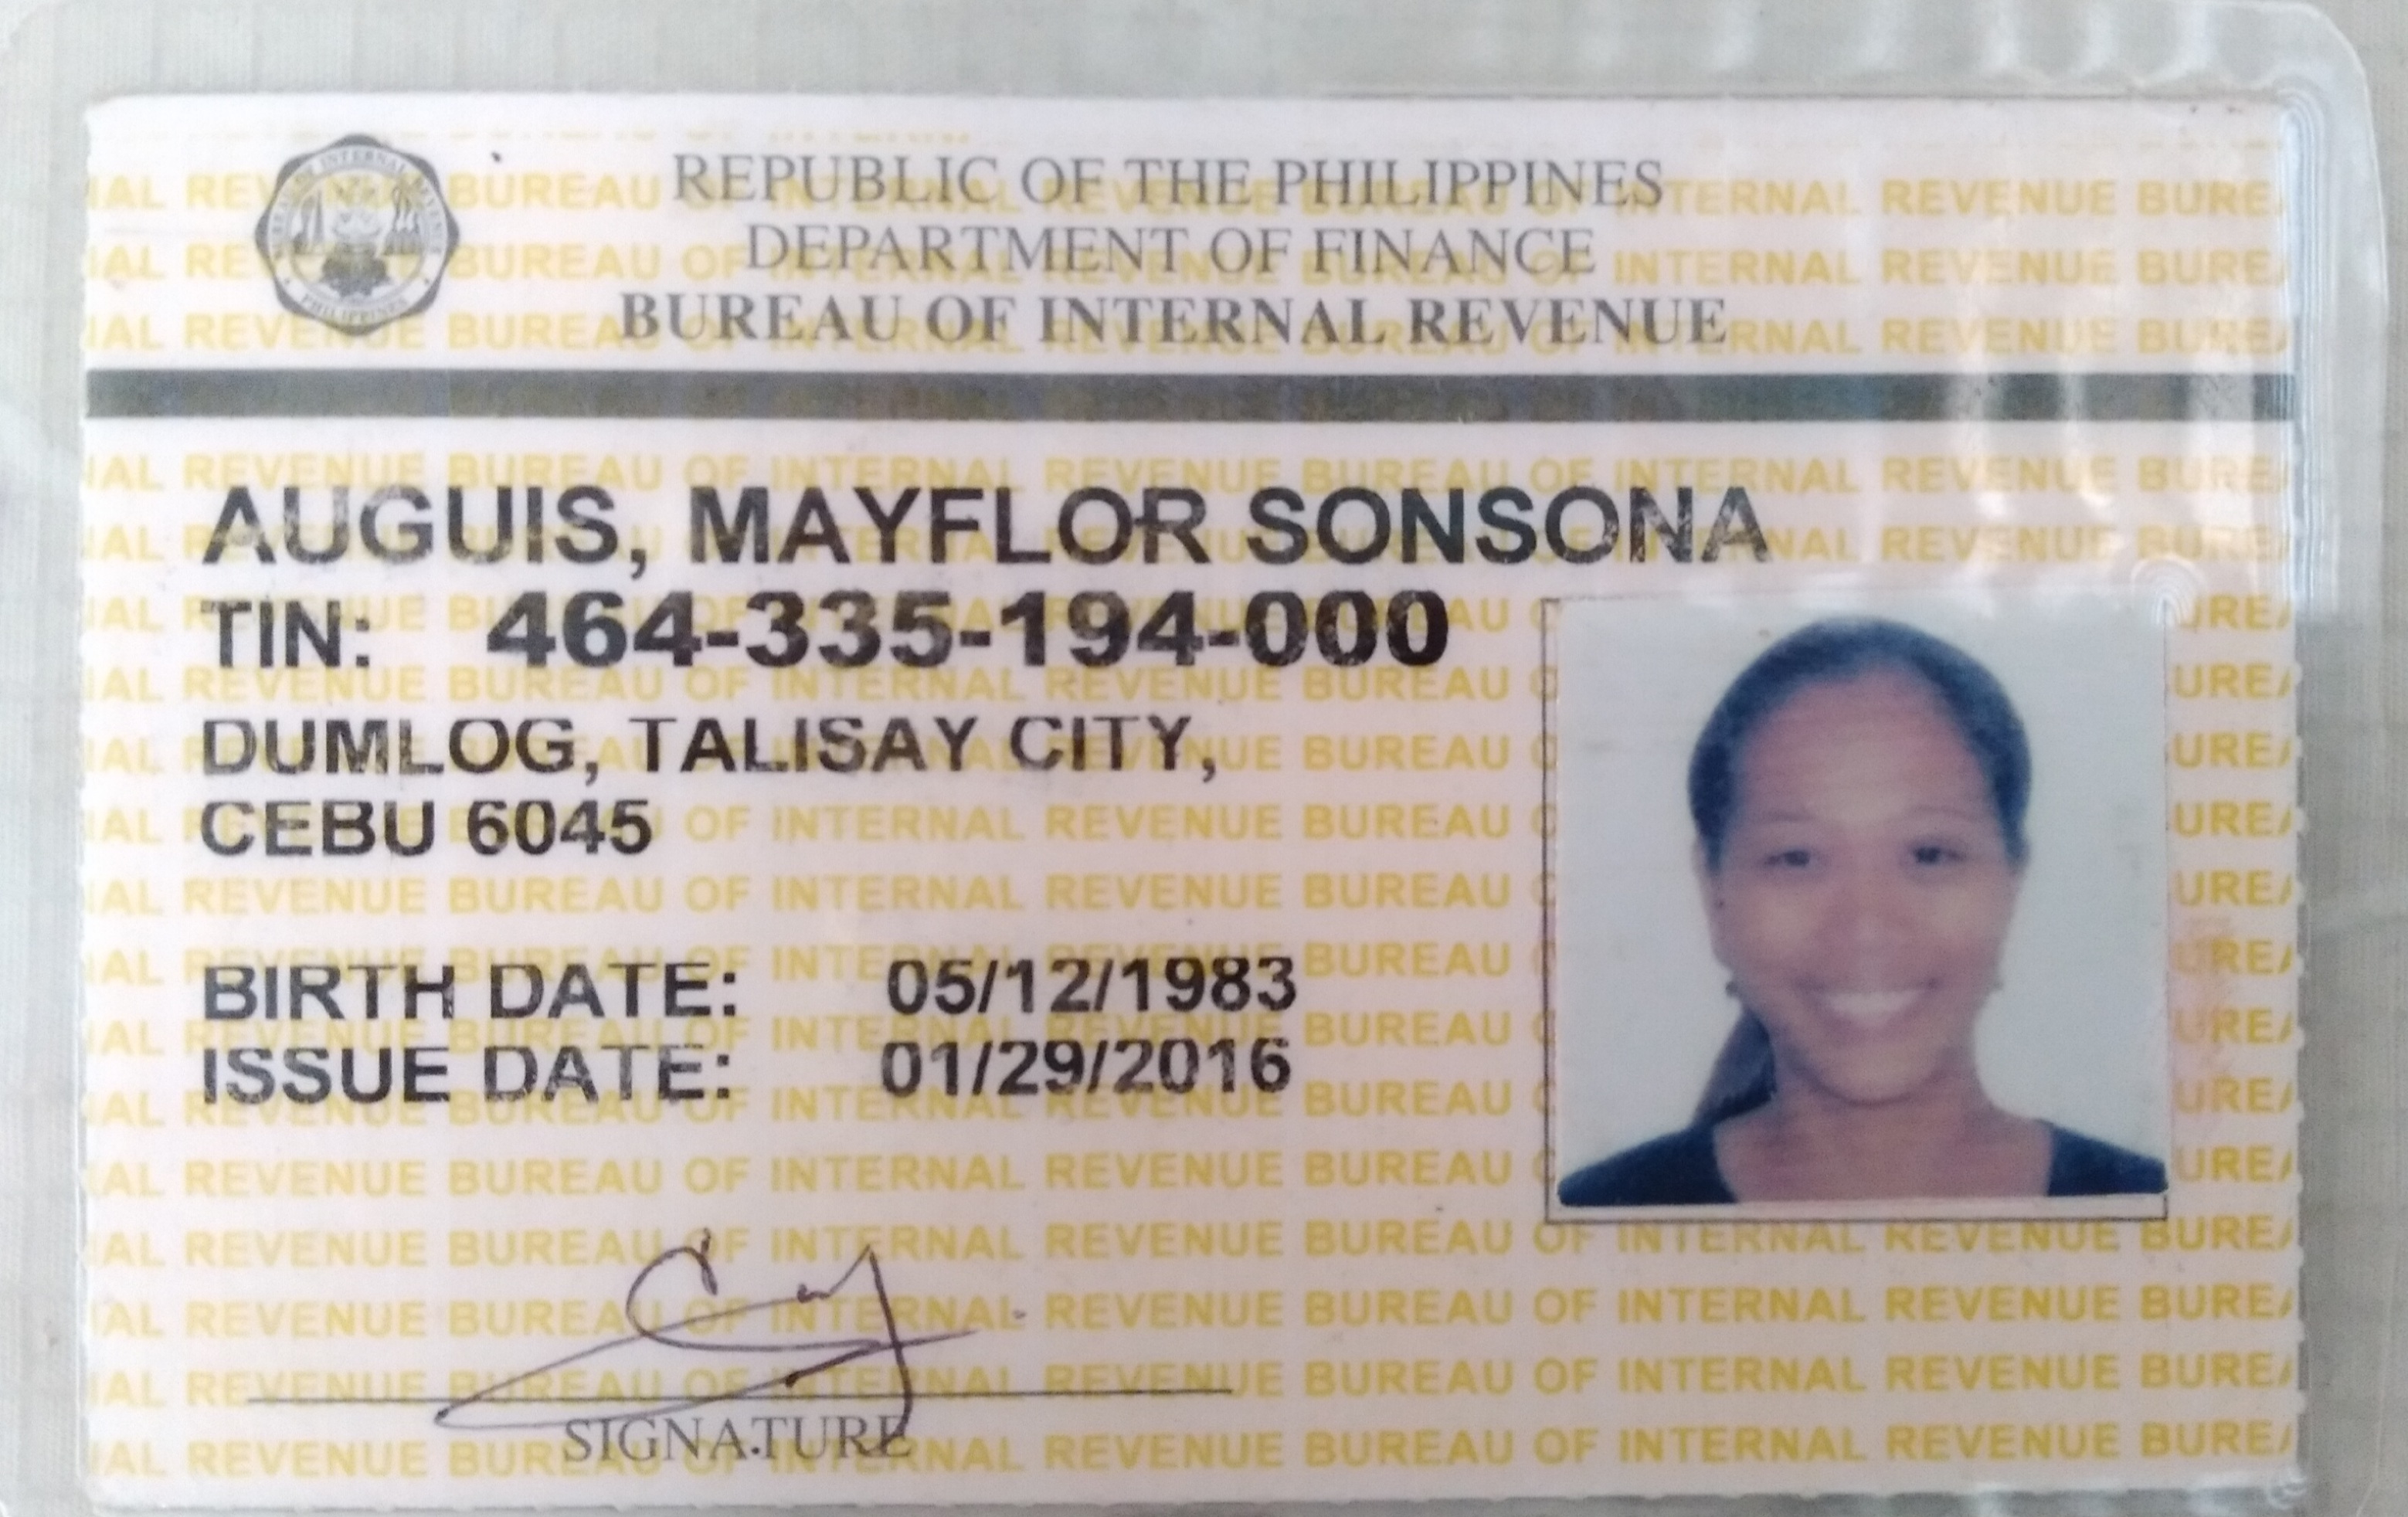 REPUBLIC OF THE PHILIPPINES
DEPARTMENT OF FINANCE
BUREAU OF INTERNAL REVENUE
AUGUIS, MAYFLOR SONSONA
TIN: 464-335-194-000
DUMLOG, TALISAY CITY,
CEBU 6045
BIRTH DATE: 05/12/1983
ISSUE DATE: 01/29/2016
SIGNATURE